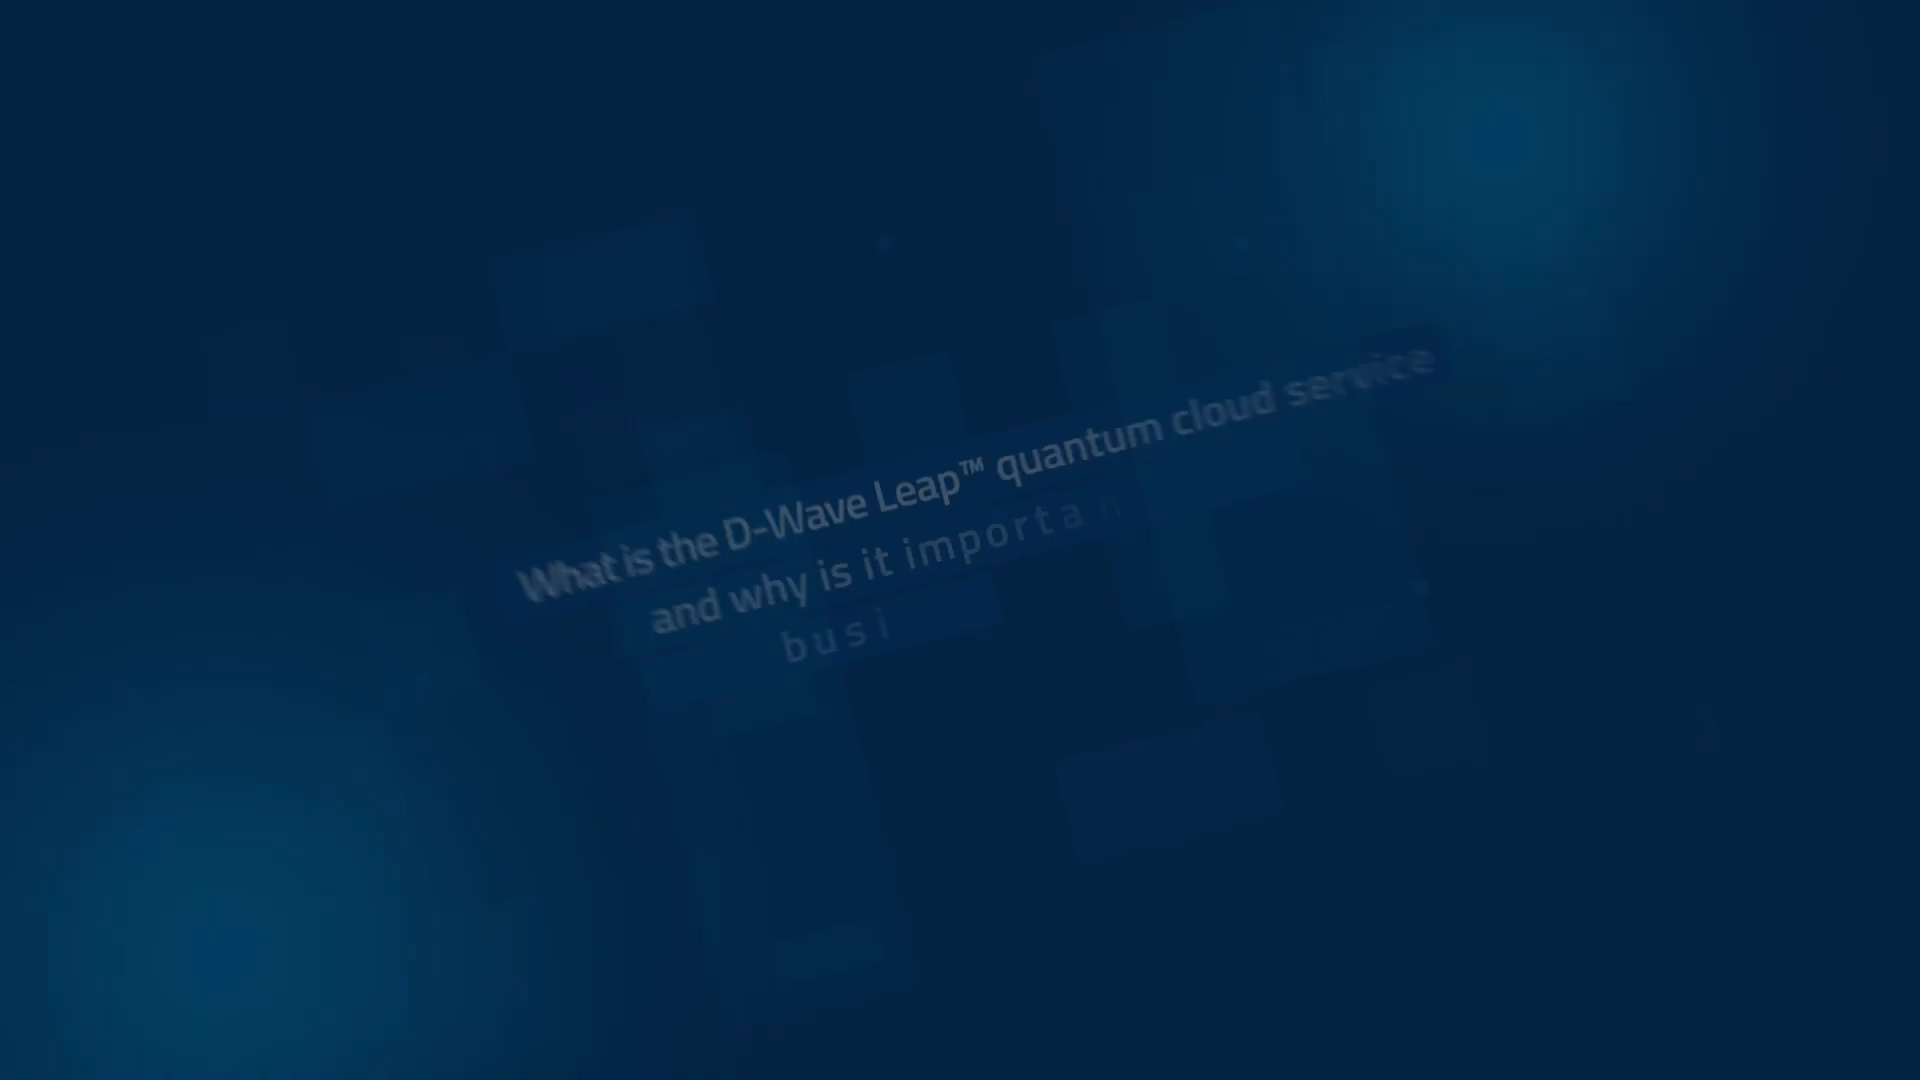 What is the D-Wave Leap™ quantum cloud service
and why is it importan
busi